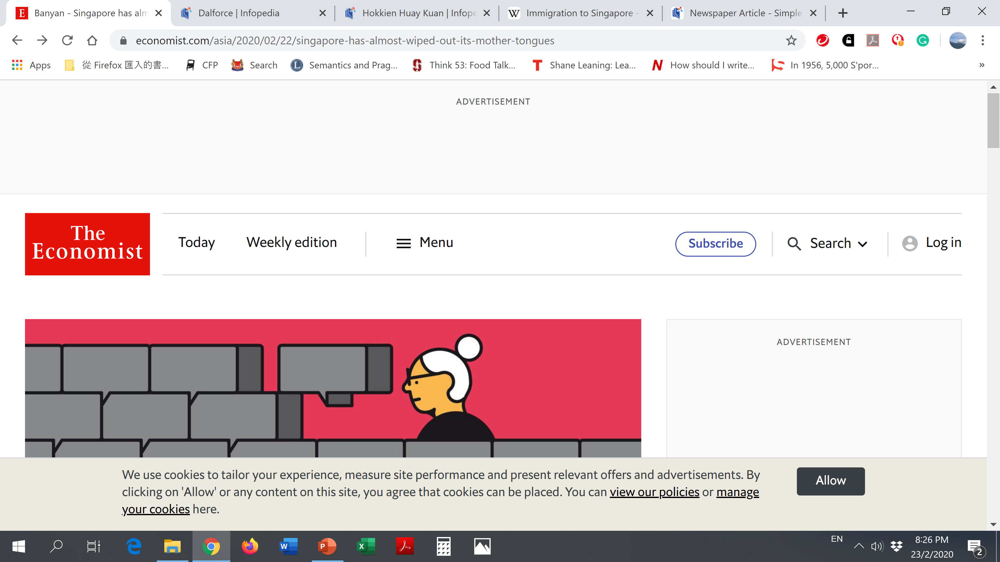 Banyan - Singapore has alm
Dalforce | Infopedia
Hokkien Huay Kuan | Infope
Immigration to Singapore -
Newspaper Article - Simple
economist.com/asia/2020/02/22/singapore-has-almost-wiped-out-its-mother-tongues
Apps
從 Firefox 匯入的書...
CFP
Search
Semantics and Prag...
Think 53: Food Talk...
Shane Leaning: Lea...
How should I write...
In 1956, 5,000 S'por...
»
ADVERTISEMENT
The
Economist
Today
Weekly edition
Menu
Subscribe
Search
Log in
ADVERTISEMENT
We use cookies to tailor your experience, measure site performance and present relevant offers and advertisements. By
clicking on 'Allow' or any content on this site, you agree that cookies can be placed. You can view our policies or manage
your cookies here.
Allow
EN
8:26 PM
23/2/2020
2